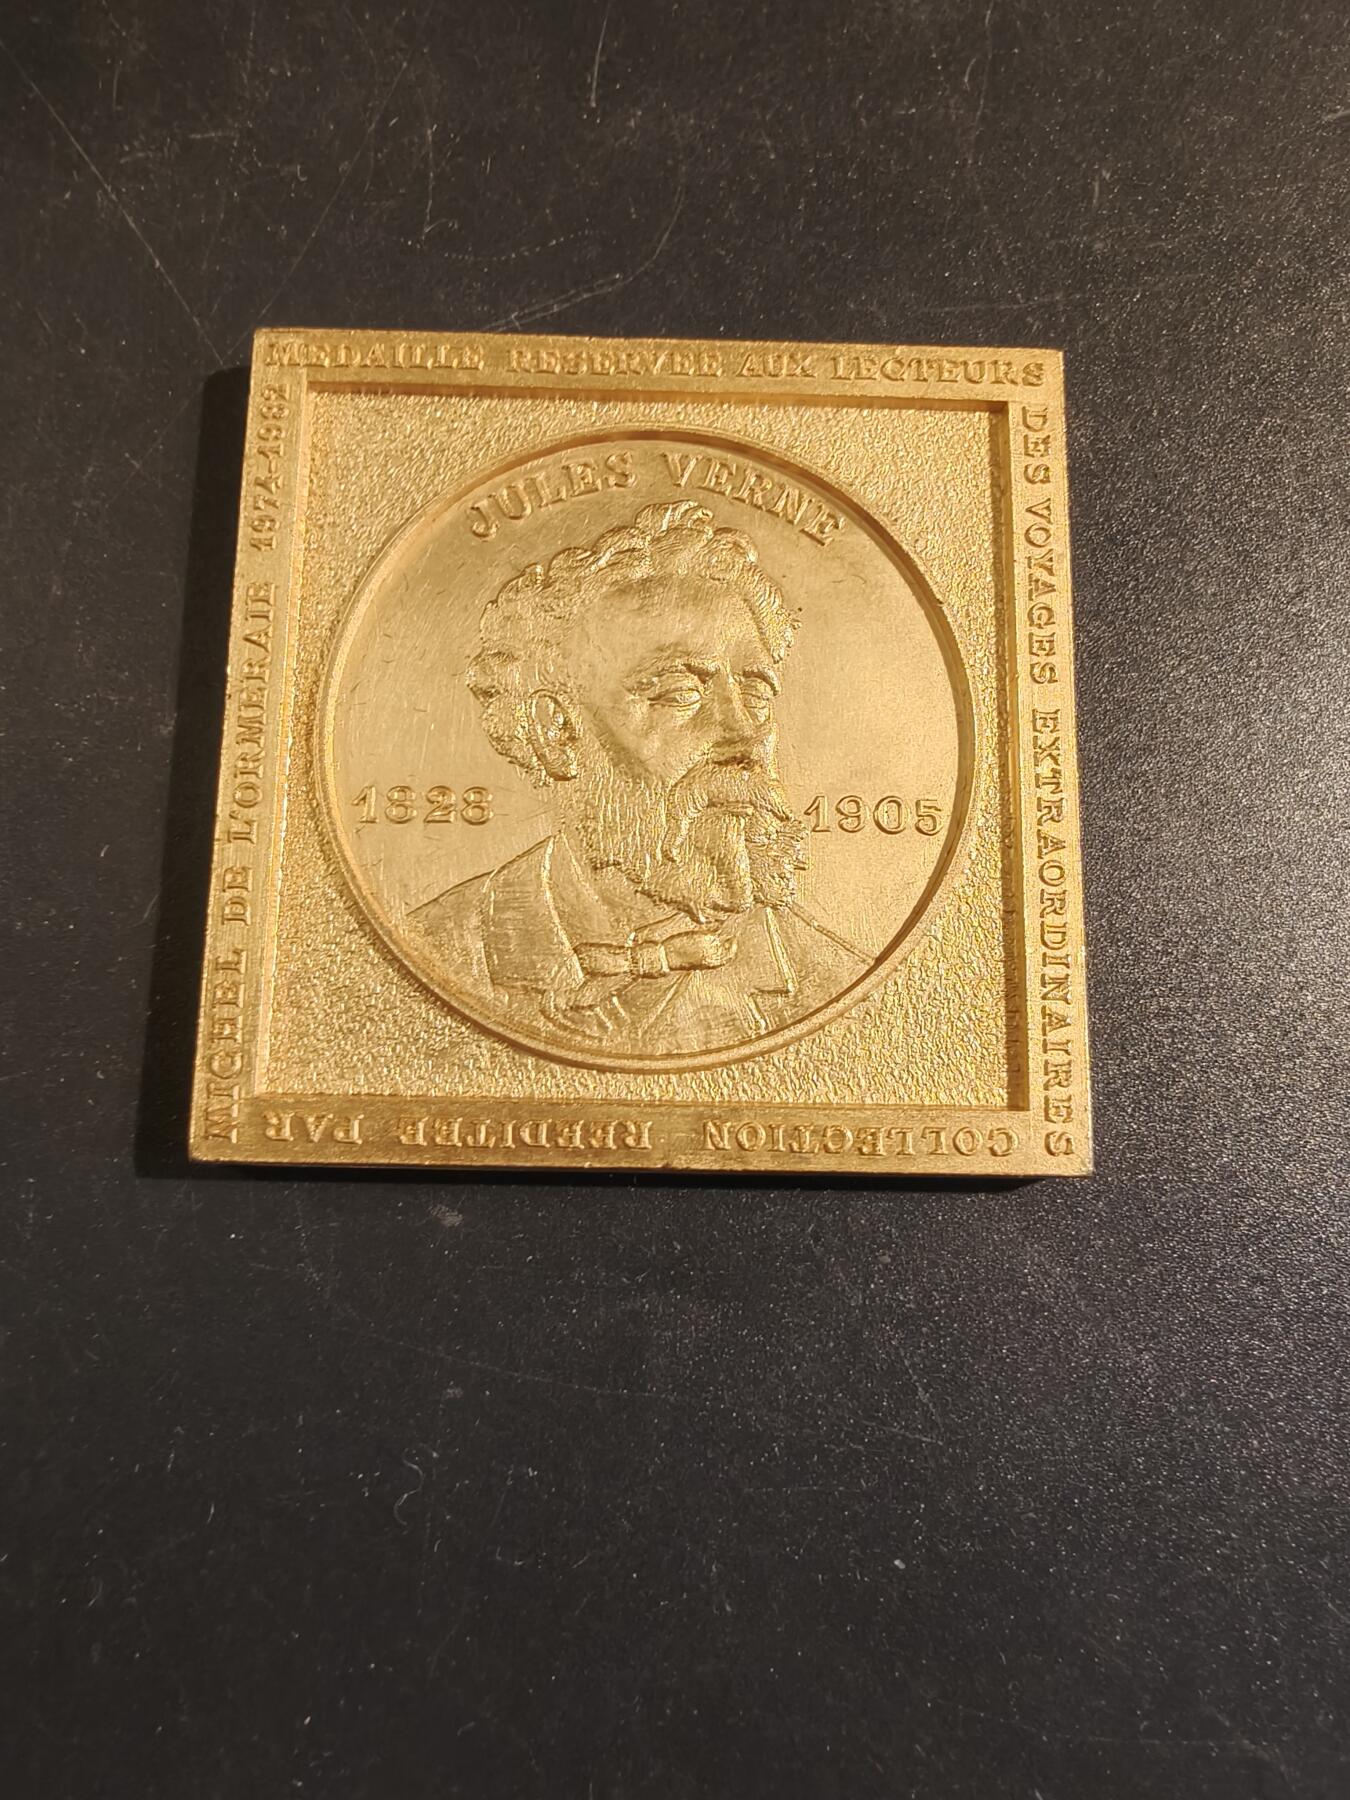 MEDAILLE RESERVEE AUX LECTEURS
DES VOYAGES EXTRAORDINAIRES
COLLECTION REEDITEE PAR
MICHEL DE L'ORMERAIE 1974-1982
JULES VERNE
1828 1905